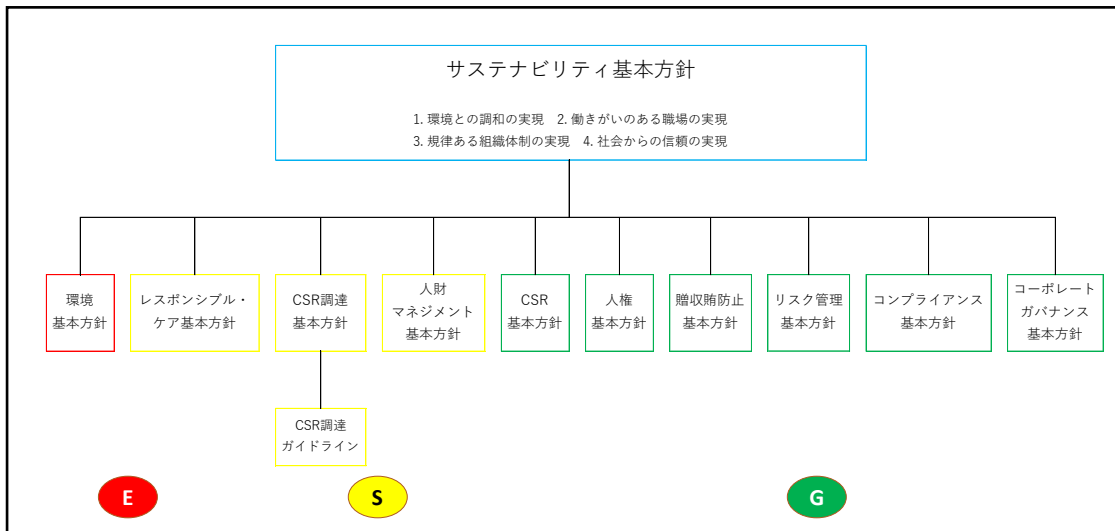 サステナビリティ基本方針
1. 環境との調和の実現 2. 働きがいのある職場の実現
3. 規律ある組織体制の実現 4. 社会からの信頼の実現
環境
基本方針
レスポンシブル・
ケア基本方針
CSR調達
基本方針
人財
マネジメント
基本方針
CSR
基本方針
人権
基本方針
贈収賄防止
基本方針
リスク管理
基本方針
コンプライアンス
基本方針
コーポレート
ガバナンス
基本方針
CSR調達
ガイドライン
E
S
G